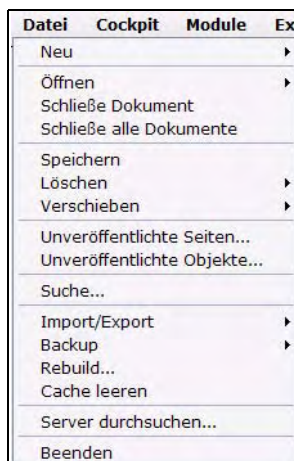 Datei Cockpit Module Ex
Neu
Öffnen
Schließe Dokument
Schließe alle Dokumente
Speichern
Löschen
Verschieben
Unveröffentlichte Seiten...
Unveröffentlichte Objekte...
Suche...
Import/Export
Backup
Rebuild...
Cache leeren
Server durchsuchen...
Beenden